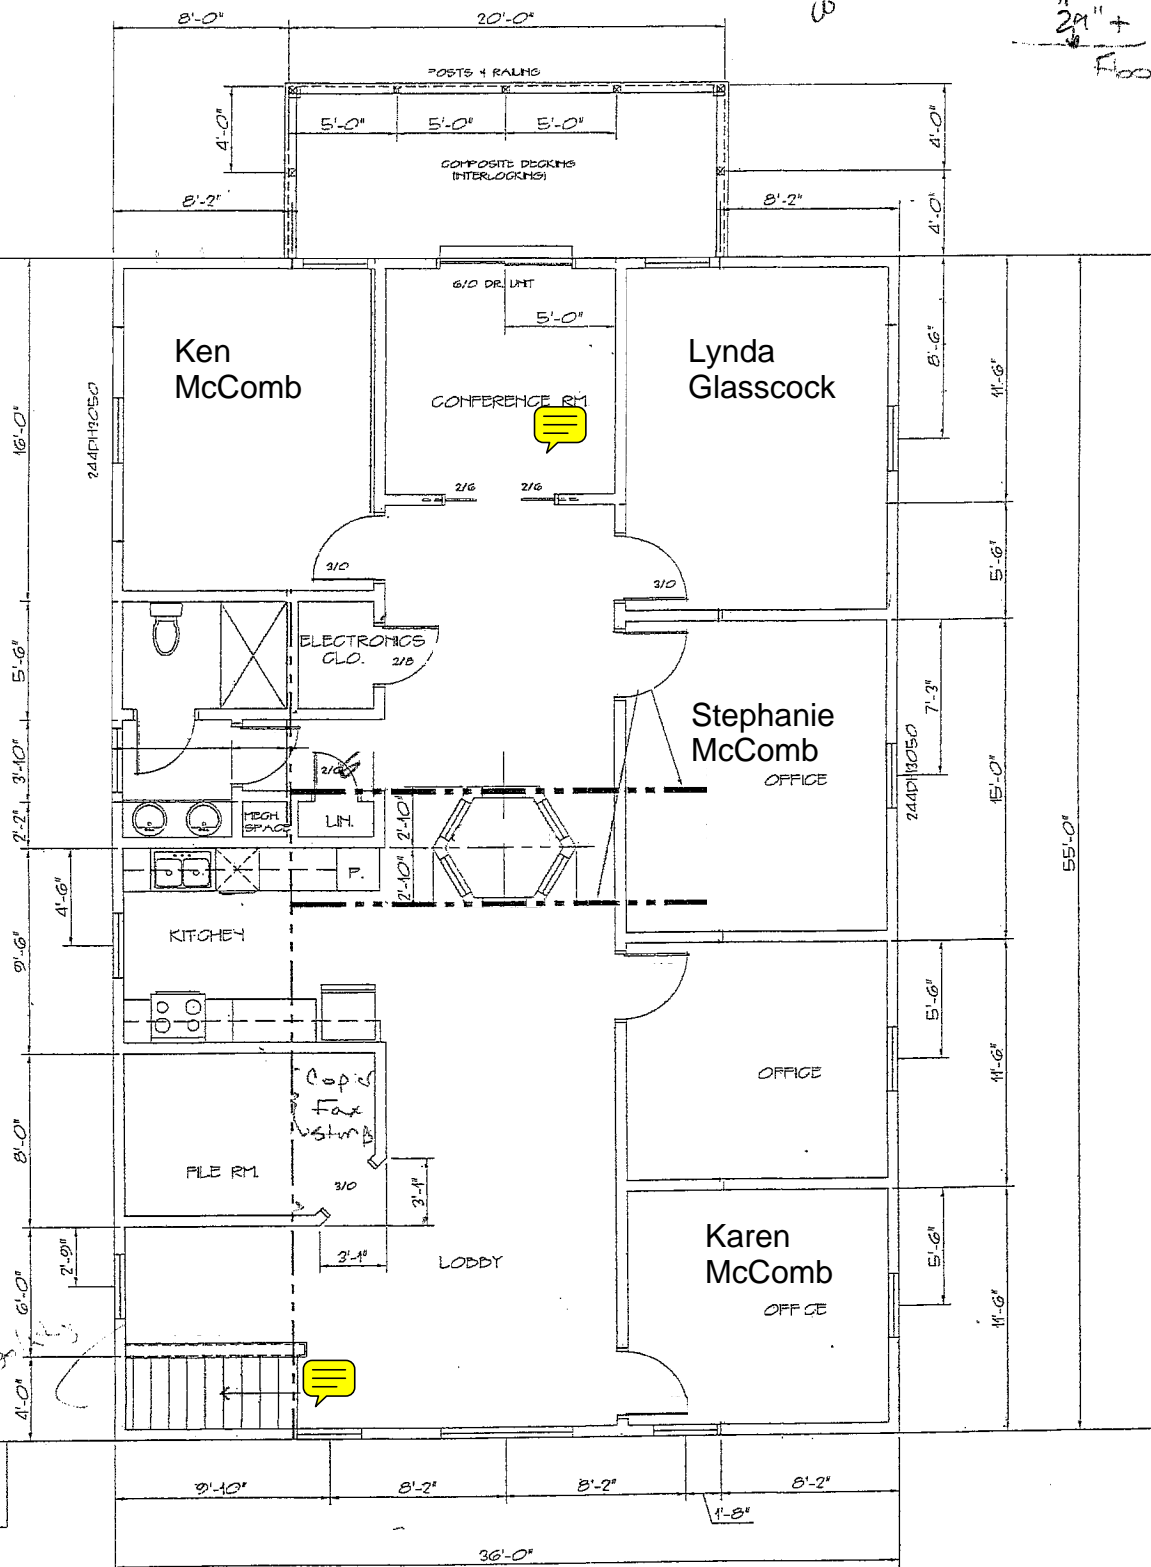 8'-0"
20'-0"
29" +
POSTS & RAILING
4'-0"
5'-0"
5'-0"
5'-0"
4'-0"
COMPOSITE DECKING
(INTERLOCKING)
8'-2"
8'-2"
4'-0"
6/0 DR. UNIT
5'-0"
Ken
McComb
Lynda
Glasscock
8'-6"
11'-6"
16'-0"
244DH3050
CONFERENCE RM.
2/6
2/6
3/0
3/0
5'-6"
5'-6"
ELECTRONICS
CLO.
2/8
7'-3"
Stephanie
McComb
OFFICE
244DH3050
15'-0"
55'-0"
3'-10"
2'-2"
MECH.
SPACE
LIN.
2'-10"
2'-10"
P.
4'-6"
9'-6"
KITCHEN
5'-6"
OFFICE
11'-6"
Copier
Fax
8'-0"
FILE RM.
3/0
3'-1"
3'-1"
LOBBY
Karen
McComb
OFFICE
5'-6"
11'-6"
2'-9"
6'-0"
4'-0"
9'-10"
8'-2"
8'-2"
8'-2"
1'-8"
36'-0"